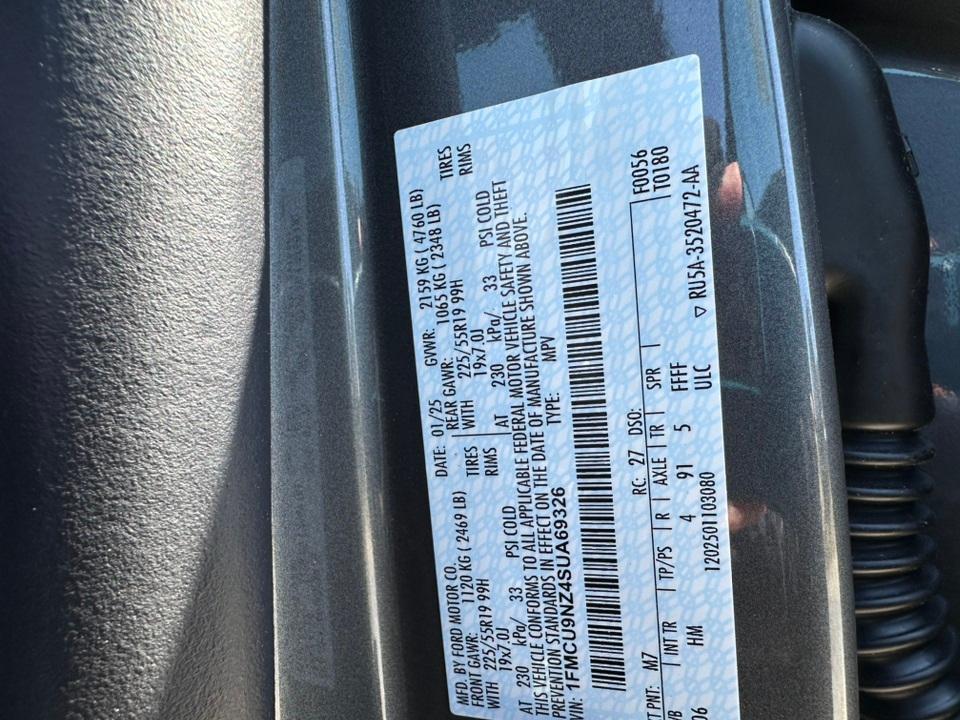 MFD. BY FORD MOTOR CO.
DATE: 01/25 GVWR: 2159 KG ( 4760 LB)
FRONT GAWR: 1120 KG ( 2469 LB)
REAR GAWR: 1065 KG ( 2348 LB)
WITH 225/55R19 99H TIRES
WITH 225/55R19 99H TIRES
19x7.0J RIMS
19x7.0J RIMS
AT 230 kPa/ 33 PSI COLD
AT 230 kPa/ 33 PSI COLD
THIS VEHICLE CONFORMS TO ALL APPLICABLE FEDERAL MOTOR VEHICLE SAFETY AND THEFT
PREVENTION STANDARDS IN EFFECT ON THE DATE OF MANUFACTURE SHOWN ABOVE.
VIN: 1FMCU9NZ4SUA69326 TYPE: MPV
T PNT: M7 RC: 27 DSO: F0056
INT TR TP/PS R AXLE TR SPR T0180
HM 4 91 5 FFFF
1202501103080 ULC ▽ RU5A-3520472-AA